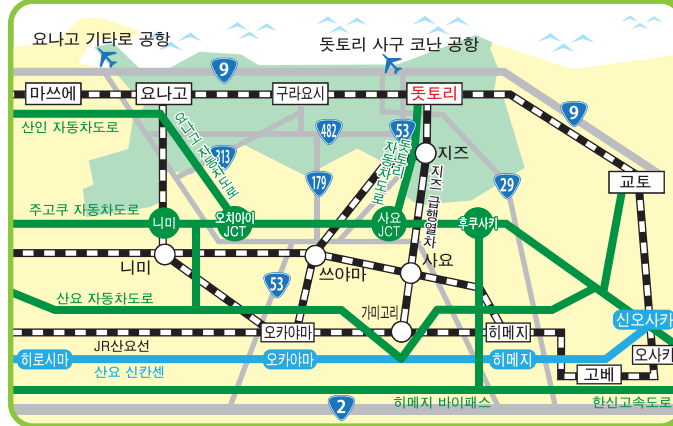 요나고 기타로 공항
돗토리 사구 코난 공항
9
마쓰에
요나고
구라요시
돗토리
9
산인 자동차도로
요나고 자동차도로
313
482
53
돗토리
자동차도로
지즈
지즈 급행열차
179
29
교토
주고쿠 자동차도로
니미
오치아이
JCT
사요
JCT
후쿠사키
니미
쓰야마
사요
53
산요 자동차도로
오카야마
가미고리
히메지
신오사카
JR산요선
히로시마
오카야마
히메지
오사카
산요 신칸센
고베
2
히메지 바이패스
한신고속도로